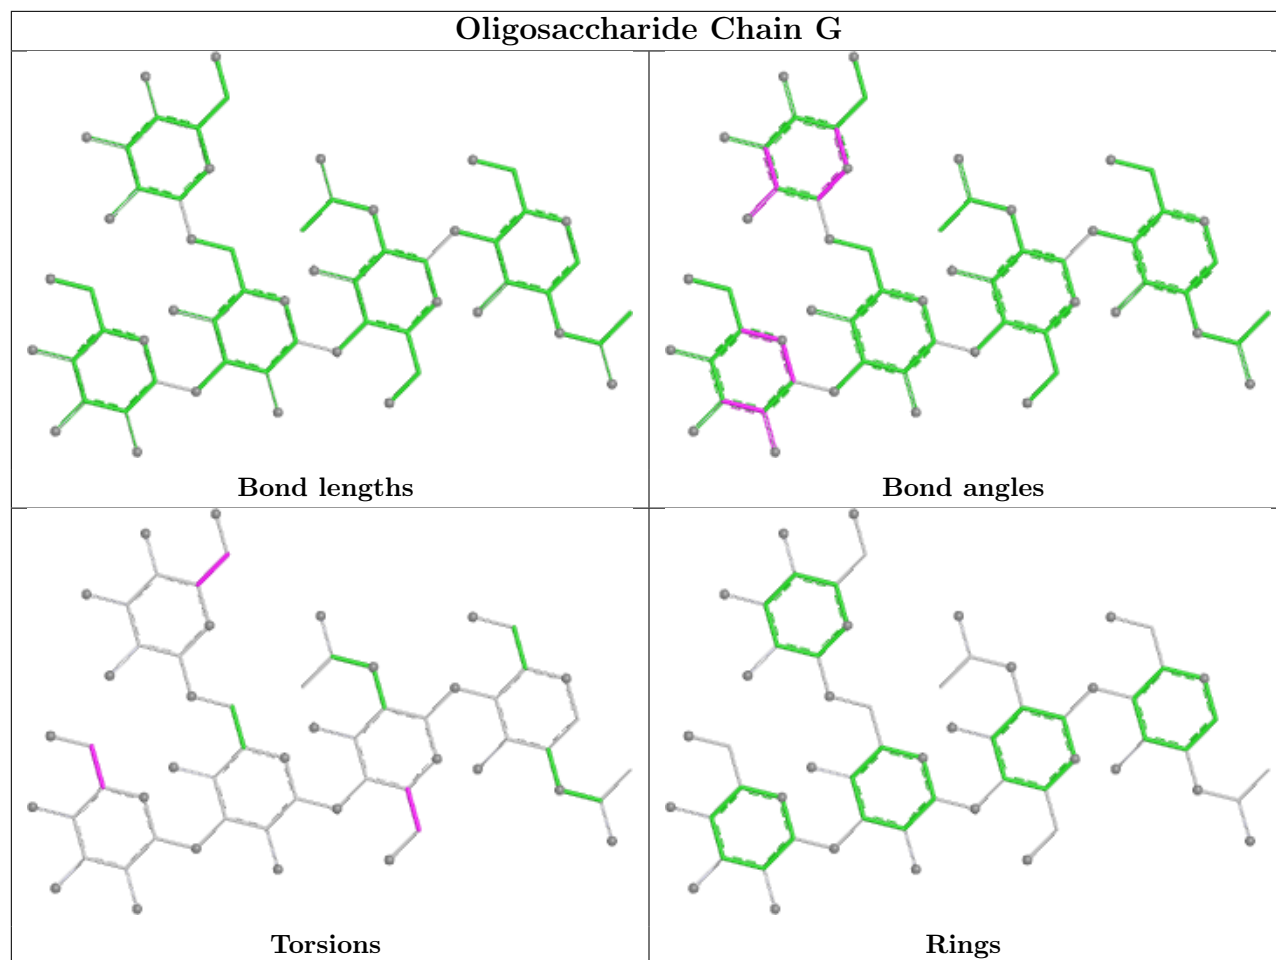 Oligosaccharide Chain G
Bond lengths
Bond angles
Torsions
Rings